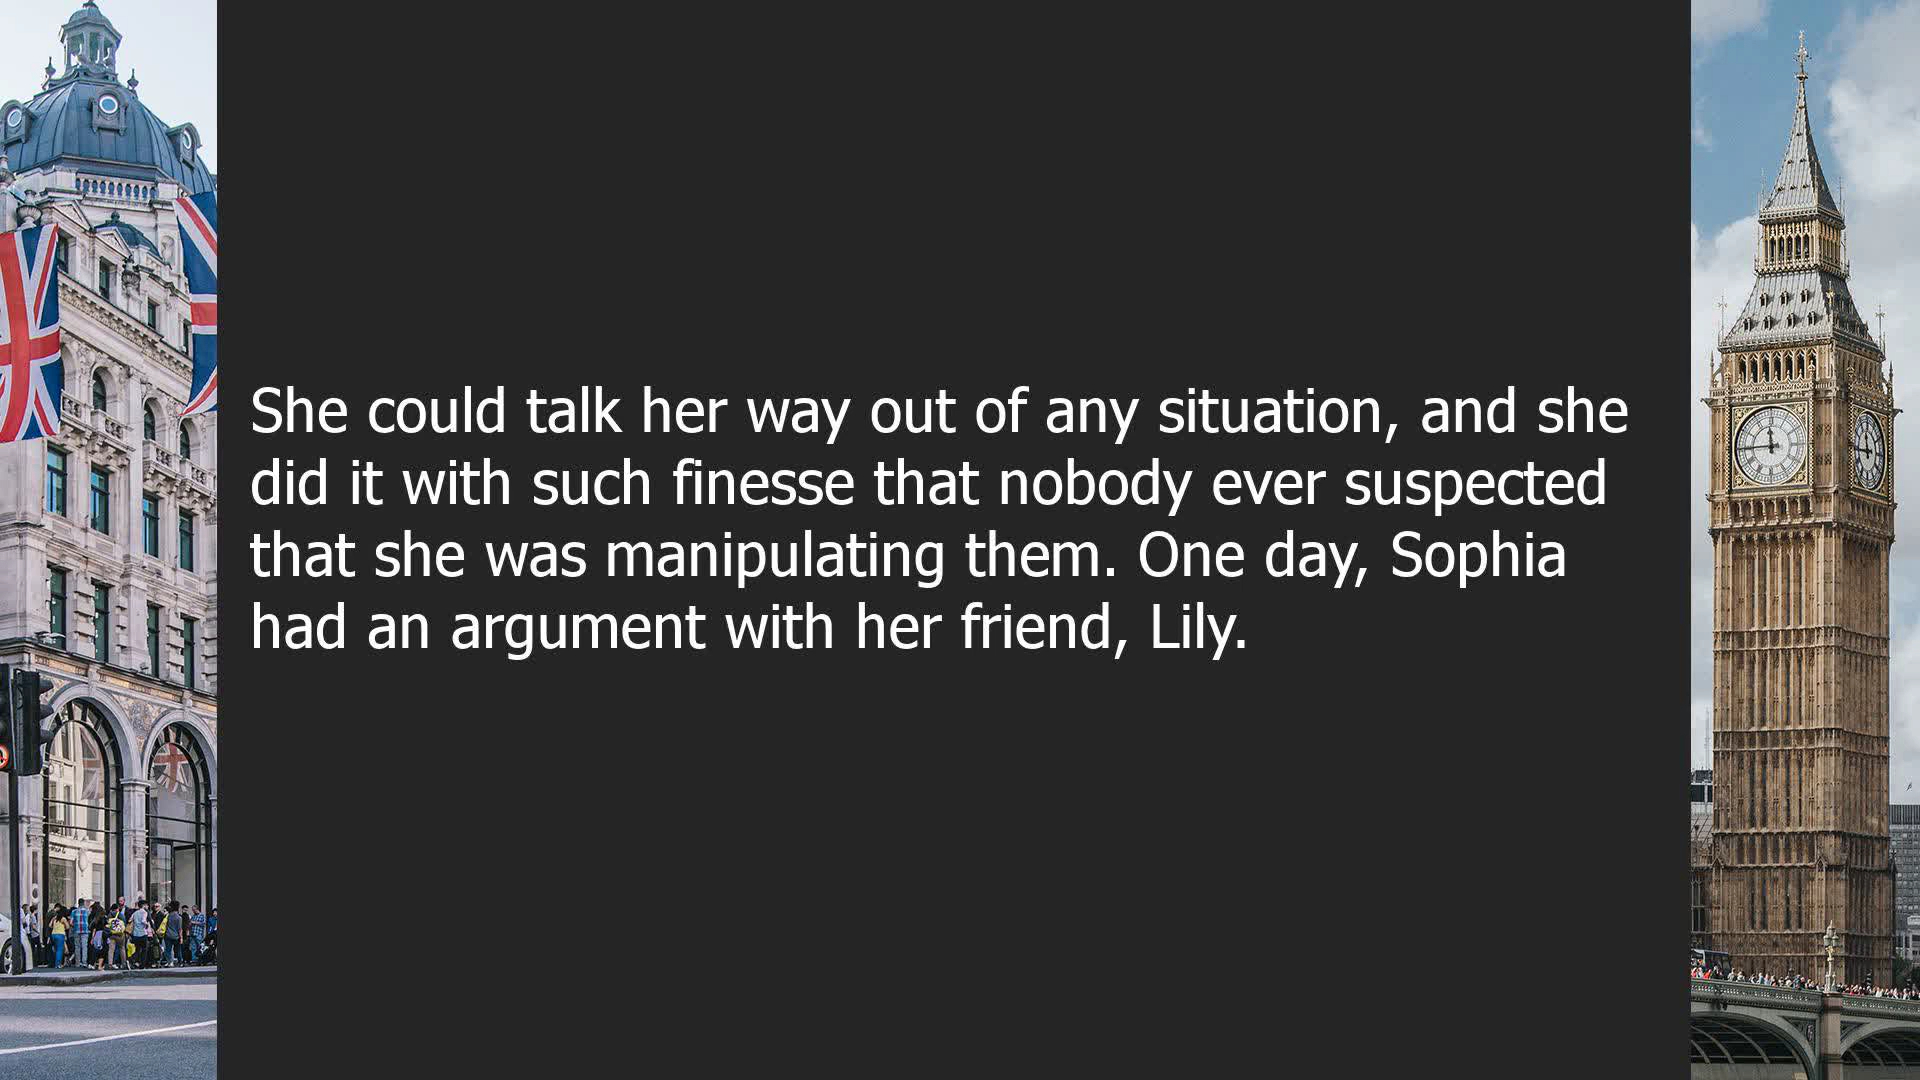 She could talk her way out of any situation, and she
did it with such finesse that nobody ever suspected
that she was manipulating them. One day, Sophia
had an argument with her friend, Lily.